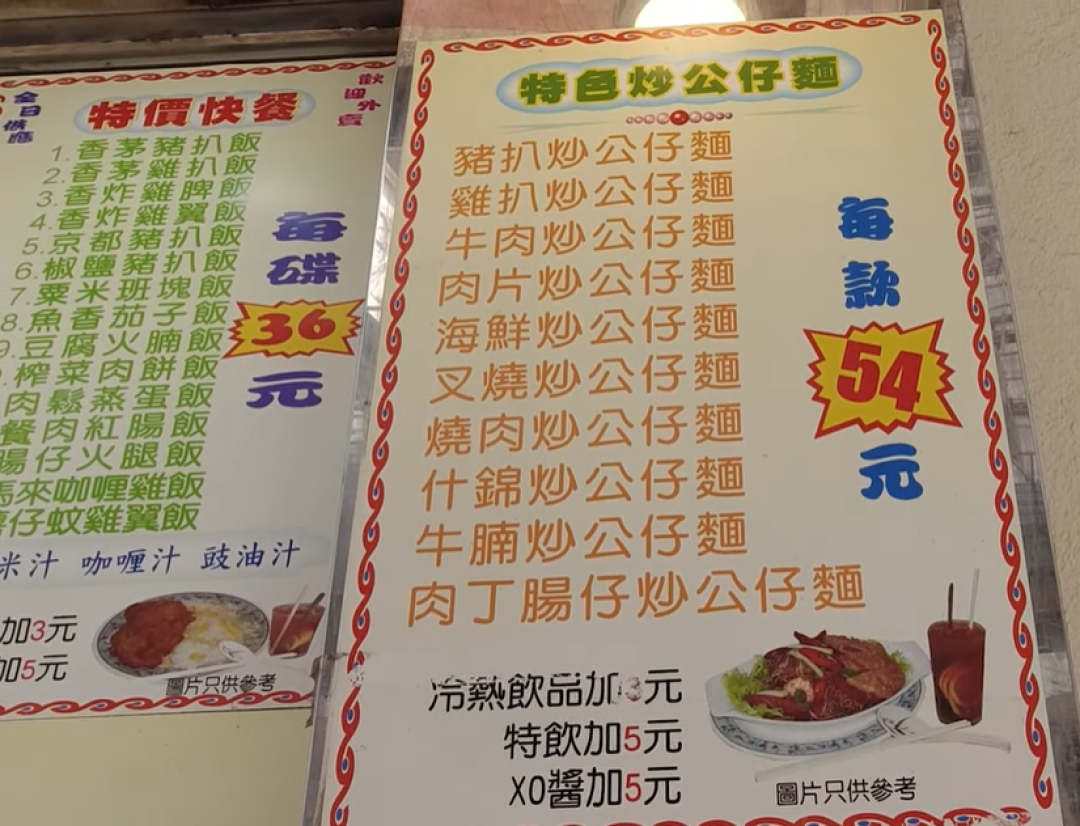 全日供應
特價快餐
歡迎外賣
1.香茅豬扒飯
2.香茅雞扒飯
3.香炸雞脾飯
4.香炸雞翼飯
5.京都豬扒飯
6.椒鹽豬扒飯
7.粟米班塊飯
8.魚香茄子飯
9.豆腐火腩飯
榨菜肉餅飯
肉鬆蒸蛋飯
餐肉紅腸飯
腸仔火腿飯
馬來咖喱雞飯
仔蚊雞翼飯
每碟
36
元
米汁 咖喱汁 豉油汁
加3元
加5元
圖片只供參考
特色炒公仔麵
豬扒炒公仔麵
雞扒炒公仔麵
牛肉炒公仔麵
肉片炒公仔麵
海鮮炒公仔麵
叉燒炒公仔麵
燒肉炒公仔麵
什錦炒公仔麵
牛腩炒公仔麵
肉丁腸仔炒公仔麵
每款
54
元
冷熱飲品加3元
特飲加5元
XO醬加5元
圖片只供參考